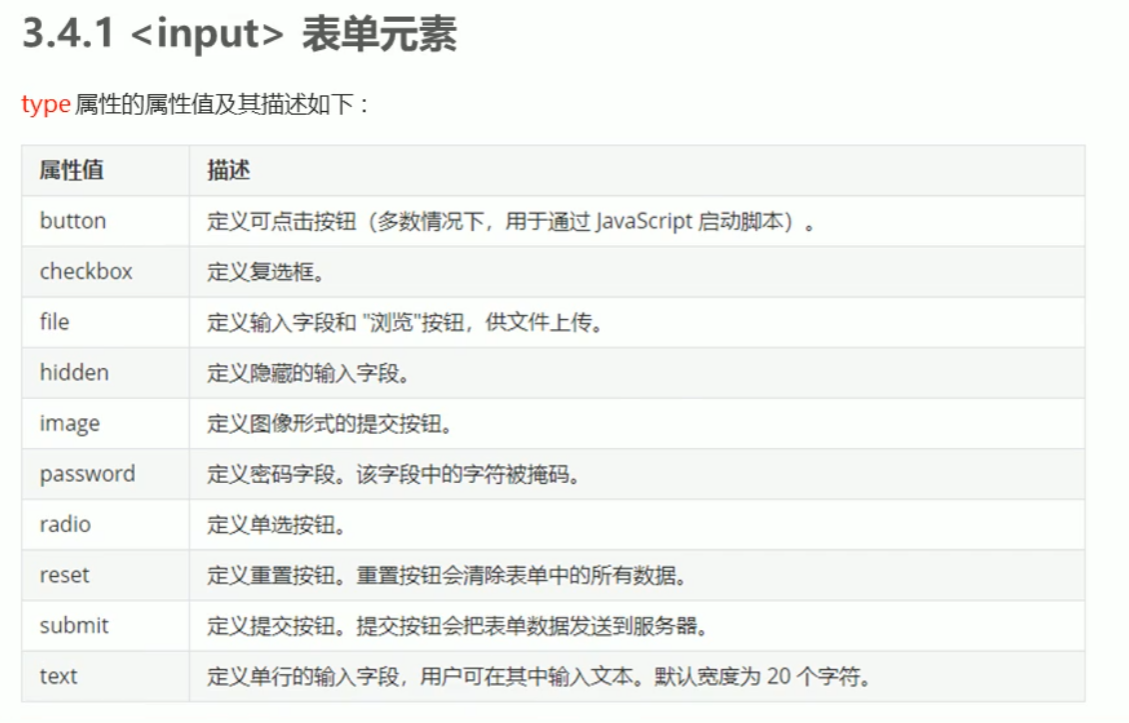 3.4.1 <input> 表单元素
type 属性的属性值及其描述如下：
属性值 描述
button 定义可点击按钮（多数情况下，用于通过 JavaScript 启动脚本）。
checkbox 定义复选框。
file 定义输入字段和 "浏览"按钮，供文件上传。
hidden 定义隐藏的输入字段。
image 定义图像形式的提交按钮。
password 定义密码字段。该字段中的字符被掩码。
radio 定义单选按钮。
reset 定义重置按钮。重置按钮会清除表单中的所有数据。
submit 定义提交按钮。提交按钮会把表单数据发送到服务器。
text 定义单行的输入字段，用户可在其中输入文本。默认宽度为 20 个字符。